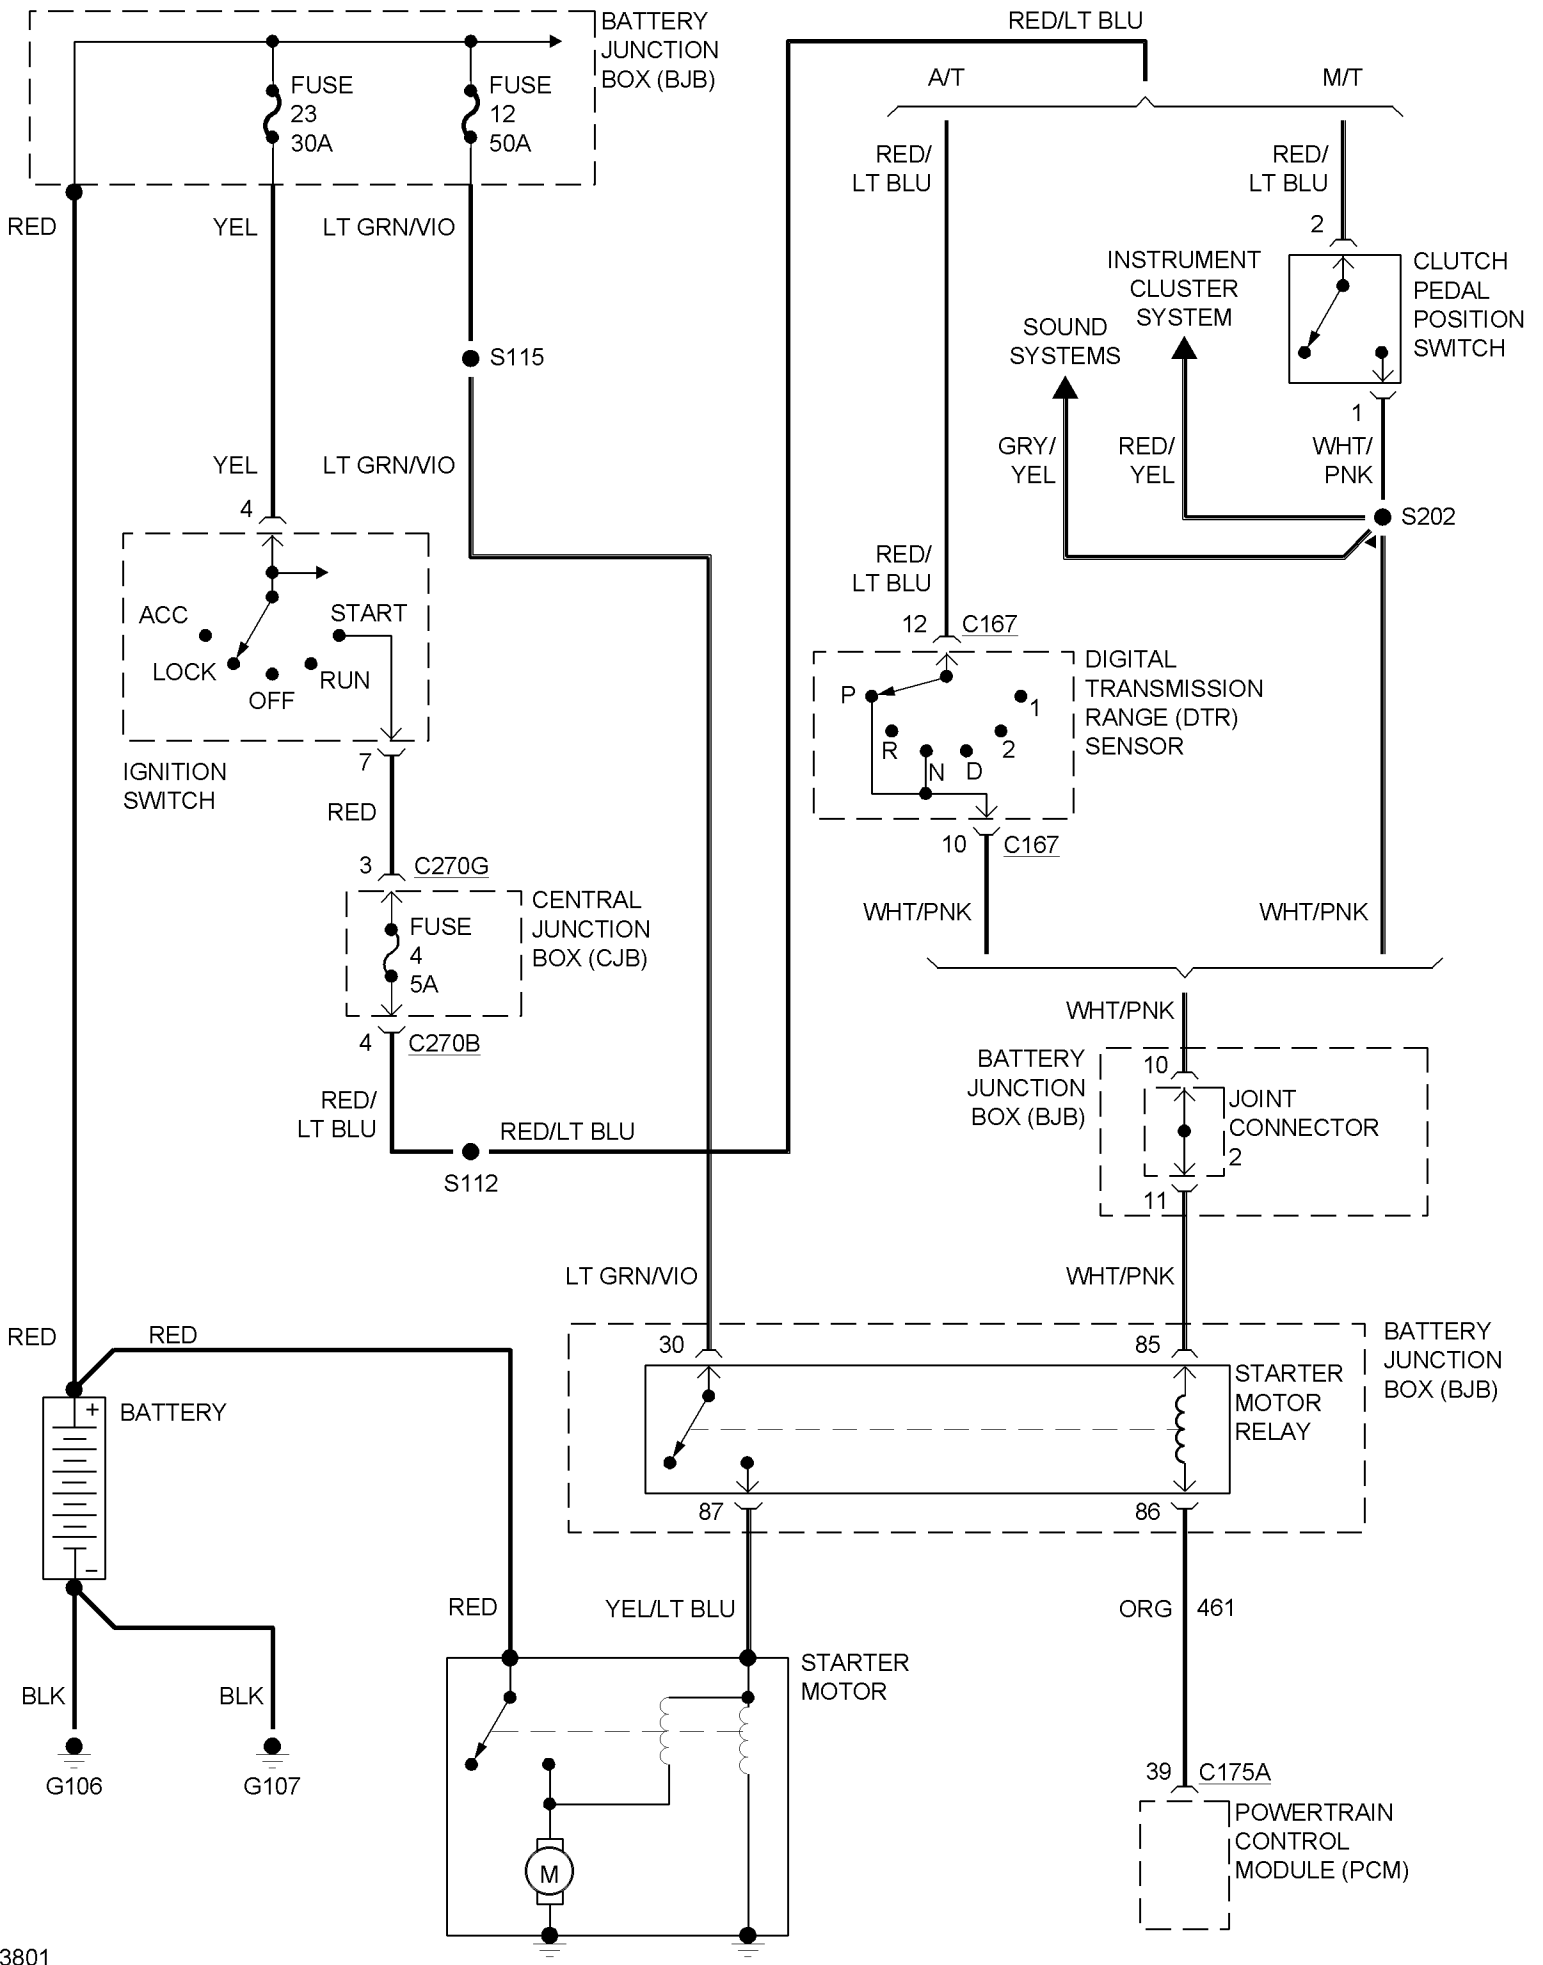 RED/LT BLU
BATTERY
JUNCTION
BOX (BJB)
A/T
M/T
FUSE
23
30A
FUSE
12
50A
RED/
LT BLU
RED/
LT BLU
RED
YEL
LT GRN/VIO
2
INSTRUMENT
CLUSTER
SYSTEM
CLUTCH
PEDAL
POSITION
SWITCH
SOUND
SYSTEMS
S115
1
GRY/
YEL
RED/
YEL
WHT/
PNK
YEL
LT GRN/VIO
4
S202
RED/
LT BLU
ACC
START
LOCK
RUN
OFF
12
C167
DIGITAL
TRANSMISSION
RANGE (DTR)
SENSOR
P
1
R
2
N
D
7
IGNITION
SWITCH
RED
10
C167
3
C270G
CENTRAL
JUNCTION
BOX (CJB)
FUSE
4
5A
WHT/PNK
WHT/PNK
4
C270B
WHT/PNK
BATTERY
JUNCTION
BOX (BJB)
10
JOINT
CONNECTOR
2
11
RED/
LT BLU
RED/LT BLU
S112
LT GRN/VIO
WHT/PNK
RED
RED
30
85
BATTERY
JUNCTION
BOX (BJB)
STARTER
MOTOR
RELAY
+
BATTERY
–
87
86
RED
YEL/LT BLU
ORG
461
STARTER
MOTOR
BLK
BLK
G106
G107
39
C175A
POWERTRAIN
CONTROL
MODULE (PCM)
M
3801